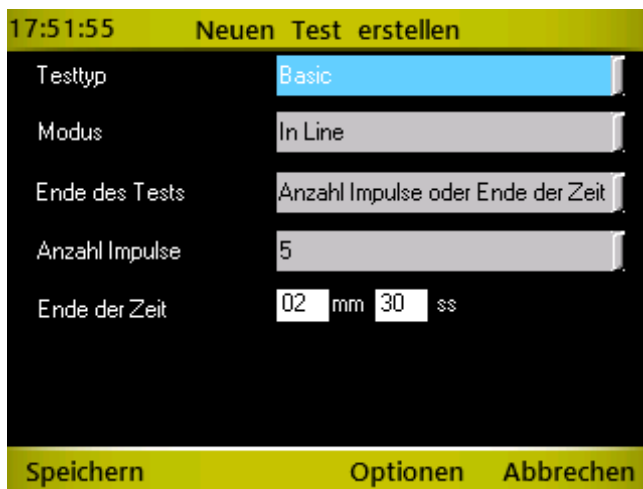 17:51:55 Neuen Test erstellen
Testtyp Basic
Modus In Line
Ende des Tests Anzahl Impulse oder Ende der Zeit
Anzahl Impulse 5
Ende der Zeit 02 mm 30 ss
Speichern Optionen Abbrechen